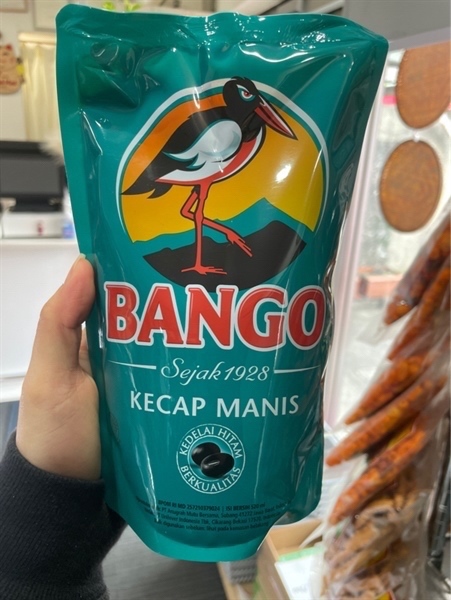 BANGO
Sejak 1928
KECAP MANIS
KEDELAI HITAM
BERKUALITAS